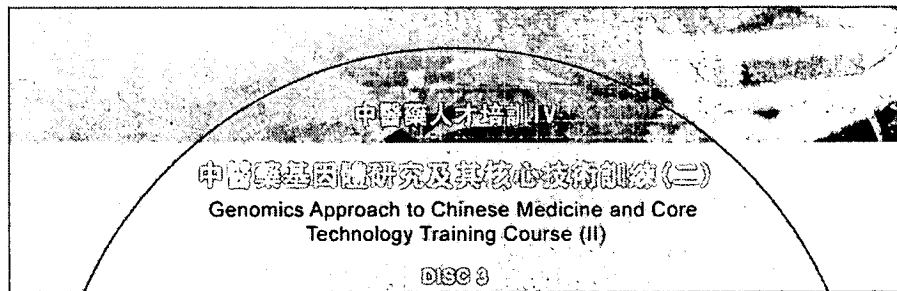 中醫藥人才培訓IV
中醫藥基因體研究及其核心技術訓練(二)
Genomics Approach to Chinese Medicine and Core
Technology Training Course (II)
DISC 3